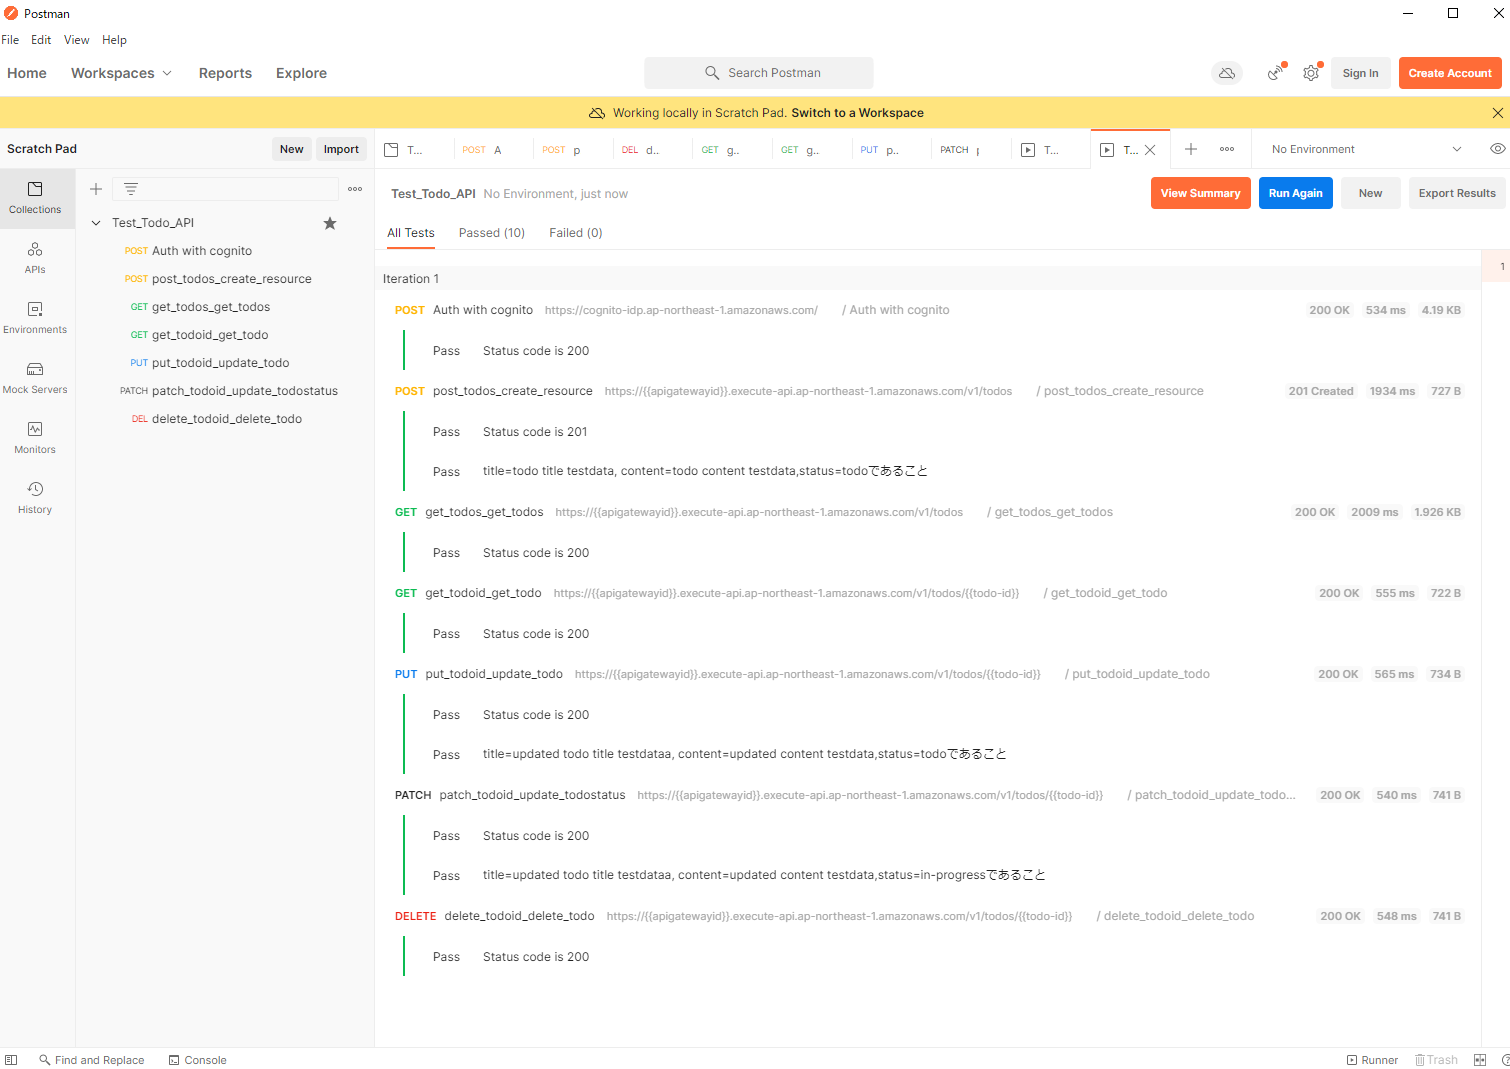 Postman
File Edit View Help
Home Workspaces Reports Explore Search Postman Sign In Create Account
Working locally in Scratch Pad. Switch to a Workspace
Scratch Pad New Import T... POST A POST p DEL d.. GET g.. GET g.. PUT p.. PATCH T... T... No Environment
Collections
APIs
Environments
Mock Servers
Monitors
History
Test_Todo_API
POST Auth with cognito
POST post_todos_create_resource
GET get_todos_get_todos
GET get_todoid_get_todo
PUT put_todoid_update_todo
PATCH patch_todoid_update_todostatus
DEL delete_todoid_delete_todo
Test_Todo_API No Environment, just now View Summary Run Again New Export Results
All Tests Passed (10) Failed (0)
Iteration 1 1
POST Auth with cognito https://cognito-idp.ap-northeast-1.amazonaws.com/ / Auth with cognito 200 OK 534 ms 4.19 KB
Pass Status code is 200
POST post_todos_create_resource https://{{apigatewayid}}.execute-api.ap-northeast-1.amazonaws.com/v1/todos / post_todos_create_resource 201 Created 1934 ms 727 B
Pass Status code is 201
Pass title=todo title testdata, content=todo content testdata,status=todoであること
GET get_todos_get_todos https://{{apigatewayid}}.execute-api.ap-northeast-1.amazonaws.com/v1/todos / get_todos_get_todos 200 OK 2009 ms 1.926 KB
Pass Status code is 200
GET get_todoid_get_todo https://{{apigatewayid}}.execute-api.ap-northeast-1.amazonaws.com/v1/todos/{{todo-id}} / get_todoid_get_todo 200 OK 555 ms 722 B
Pass Status code is 200
PUT put_todoid_update_todo https://{{apigatewayid}}.execute-api.ap-northeast-1.amazonaws.com/v1/todos/{{todo-id}} / put_todoid_update_todo 200 OK 565 ms 734 B
Pass Status code is 200
Pass title=updated todo title testdataa, content=updated content testdata,status=todoであること
PATCH patch_todoid_update_todostatus https://{{apigatewayid}}.execute-api.ap-northeast-1.amazonaws.com/v1/todos/{{todo-id}} / patch_todoid_update_todo... 200 OK 540 ms 741 B
Pass Status code is 200
Pass title=updated todo title testdataa, content=updated content testdata,status=in-progressであること
DELETE delete_todoid_delete_todo https://{{apigatewayid}}.execute-api.ap-northeast-1.amazonaws.com/v1/todos/{{todo-id}} / delete_todoid_delete_todo 200 OK 548 ms 741 B
Pass Status code is 200
Find and Replace Console Runner Trash